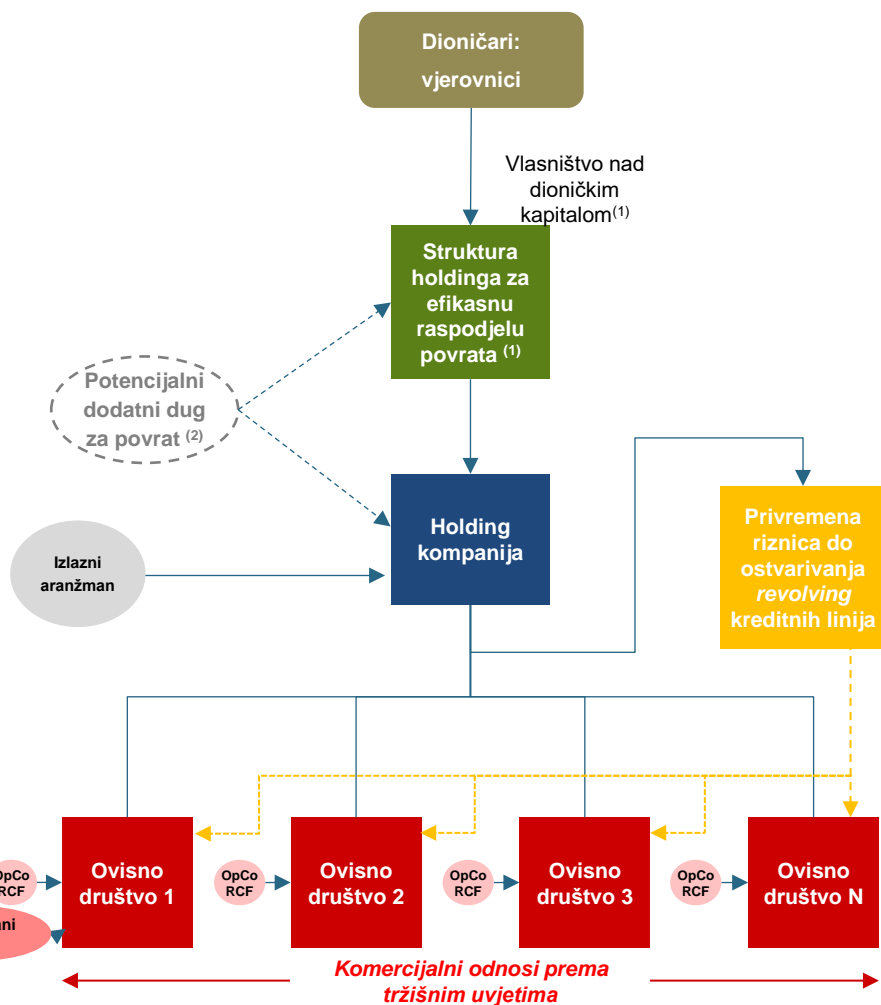 Dioničari:
vjerovnici
Vlasništvo nad
dioničkim
kapitalom(1)
Struktura
holdinga za
efikasnu
raspodjelu
povrata (1)
Potencijalni
dodatni dug
za povrat (2)
Holding
kompanija
Privremena
riznica do
ostvarivanja
revolving
kreditnih linija
Izlazni
aranžman
OpCo
RCF
Ovisno
društvo 1
OpCo
RCF
Ovisno
društvo 2
OpCo
RCF
Ovisno
društvo 3
OpCo
RCF
Ovisno
društvo N
Komercijalni odnosi prema
tržišnim uvjetima